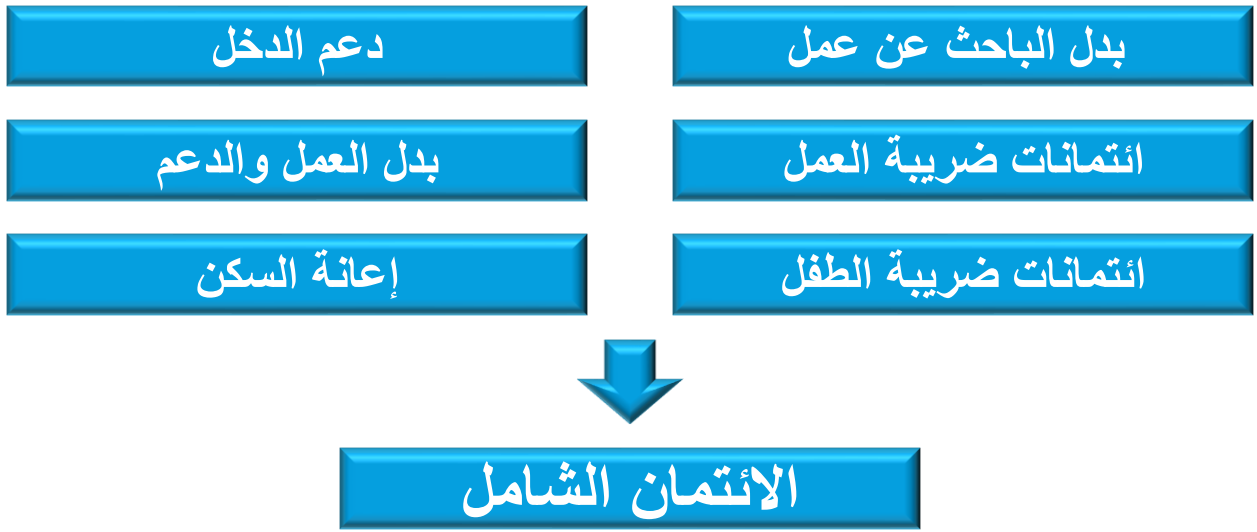 بدل الباحث عن عمل
دعم الدخل
ائتمانات ضريبة العمل
بدل العمل والدعم
ائتمانات ضريبة الطفل
إعانة السكن
الائتمان الشامل